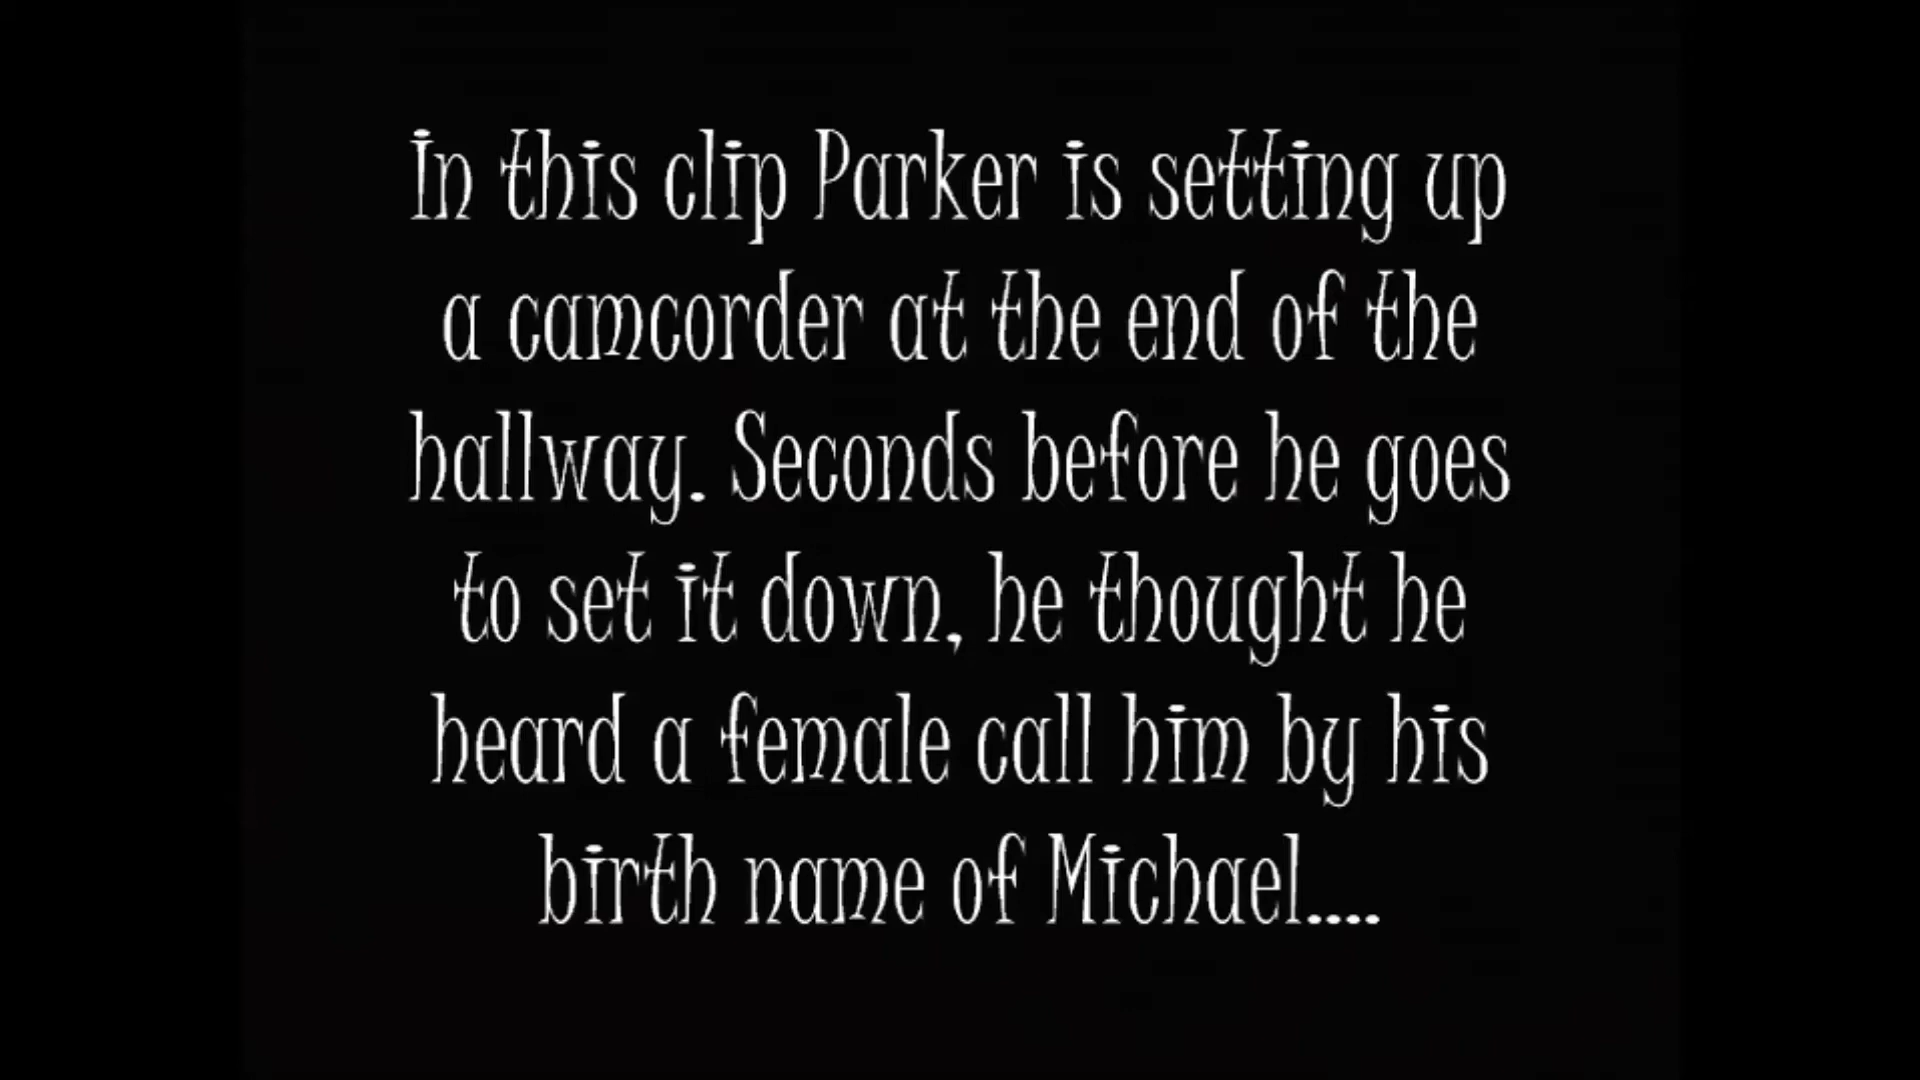 In this clip Parker is setting up
a camcorder at the end of the
hallway. Seconds before he goes
to set it down, he thought he
heard a female call him by his
birth name of Michael....